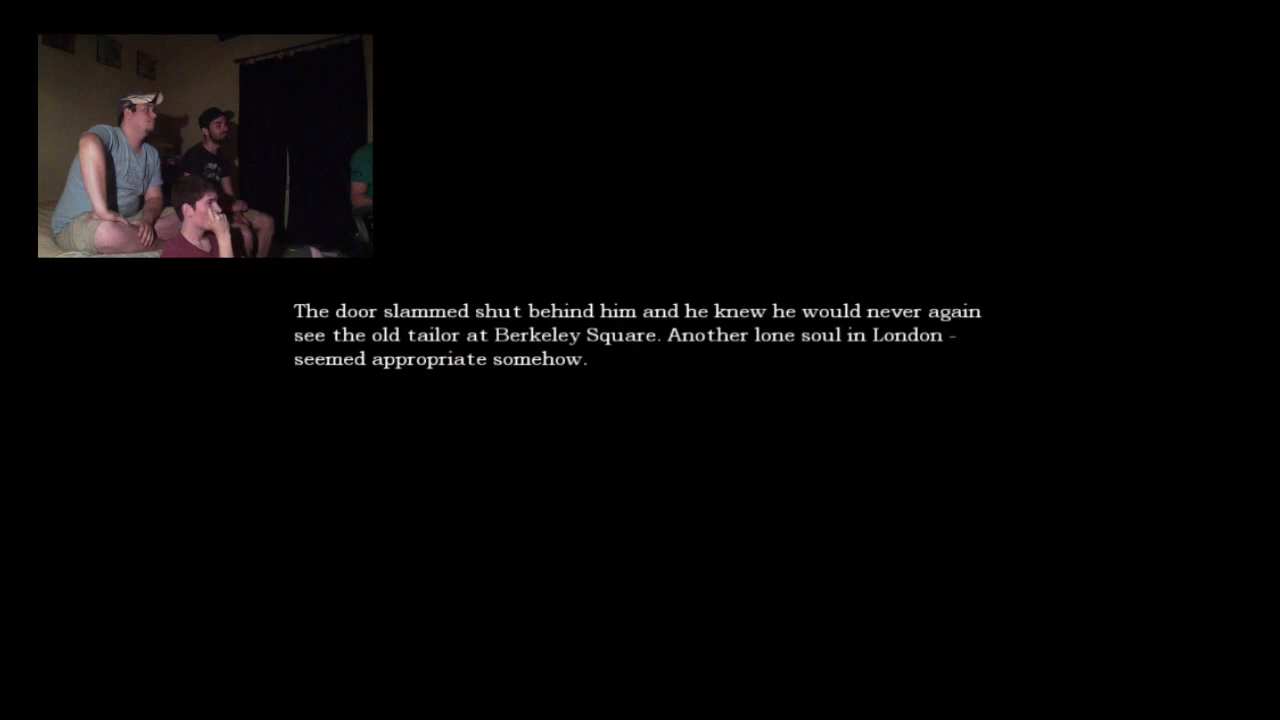 The door slammed shut behind him and he knew he would never again
see the old tailor at Berkeley Square. Another lone soul in London -
seemed appropriate somehow.